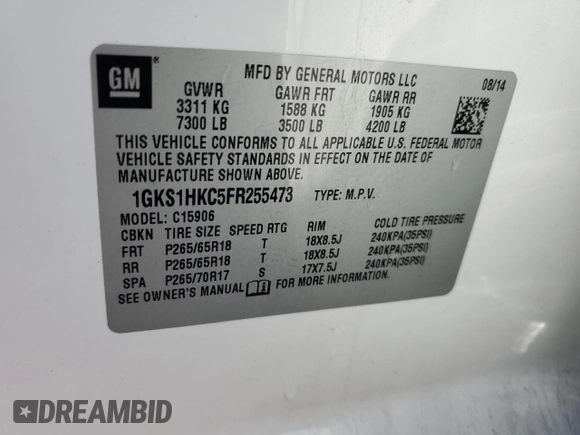 GM
MFD BY GENERAL MOTORS LLC 08/14
GVWR GAWR FRT GAWR RR
3311 KG 1588 KG 1905 KG
7300 LB 3500 LB 4200 LB
THIS VEHICLE CONFORMS TO ALL APPLICABLE U.S. FEDERAL MOTOR
VEHICLE SAFETY STANDARDS IN EFFECT ON THE DATE OF
MANUFACTURE SHOWN ABOVE.
1GKS1HKC5FR255473 TYPE: M.P.V.
MODEL: C15906
CBKN TIRE SIZE SPEED RTG RIM COLD TIRE PRESSURE
FRT P265/65R18 T 18X8.5J 240KPA(35PSI)
RR P265/65R18 T 18X8.5J 240KPA(35PSI)
SPA P265/70R17 S 17X7.5J 240KPA(35PSI)
SEE OWNER'S MANUAL FOR MORE INFORMATION.
DREAMBID